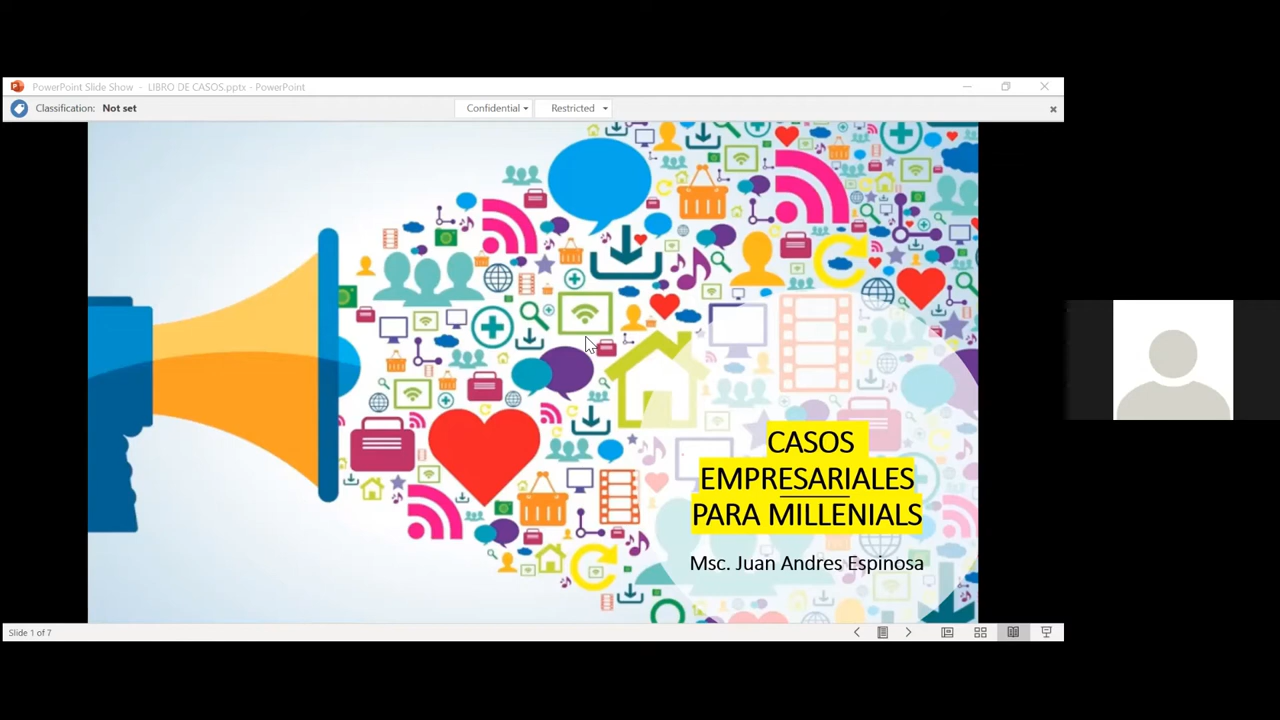 PowerPoint Slide Show - LIBRO DE CASOS.pptx - PowerPoint
Classification: Not set
Confidential
Restricted
CASOS
EMPRESARIALES
PARA MILLENIALS
Msc. Juan Andres Espinosa
Slide 1 of 7